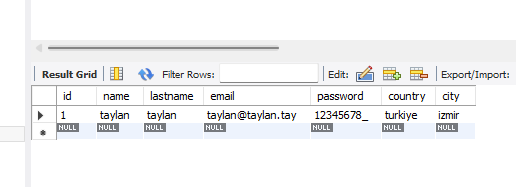 Result Grid Filter Rows: Edit: Export/Import:
id name lastname email password country city
1 taylan taylan taylan@taylan.tay 12345678_ turkiye izmir
NULL NULL NULL NULL NULL NULL NULL